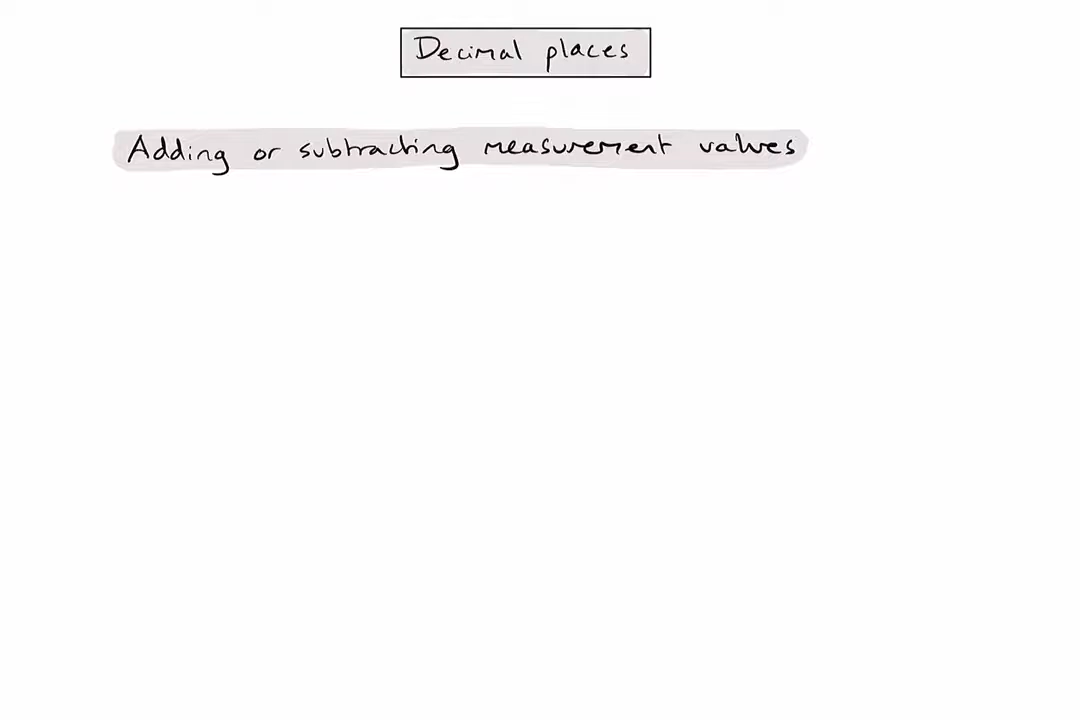 Decimal places
Adding or subtracting measurement values